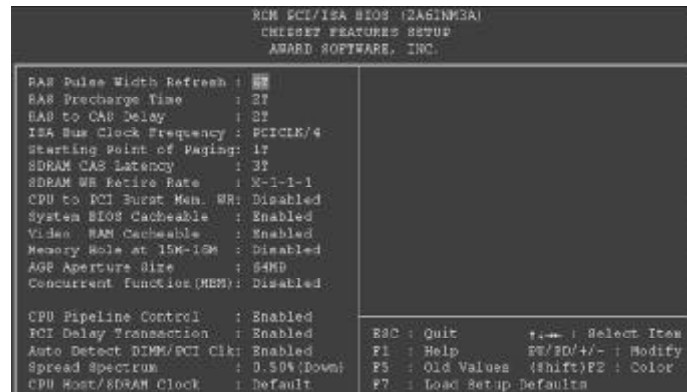 ROM PCI/ISA BIOS (2A6INM3A)
CHIPSET FEATURES SETUP
AWARD SOFTWARE, INC.
RAS Pulse Width Refresh :
RAS Precharge Time : 2T
RAS to CAS Delay : 2T
ISA Bus Clock Frequency : PCICLK/4
Starting Point of Paging: 1T
SDRAM CAS Latency : 3T
SDRAM WR Retire Rate : X-1-1-1
CPU to PCI Burst Mem. WR: Disabled
System BIOS Cacheable : Enabled
Video RAM Cacheable : Enabled
Memory Hole at 15M-16M : Disabled
AGP Aperture Size : 64MB
Concurrent function(MEM): Disabled
CPU Pipeline Control : Enabled
PCI Delay Transaction : Enabled
Auto Detect DIMM/PCI Clk: Enabled
Spread Spectrum : 0.50%(Down)
CPU Host/SDRAM Clock : Default
ESC : Quit ↑↓→← : Select Item
F1 : Help PU/PD/+/- : Modify
F5 : Old Values (Shift)F2 : Color
F7 : Load Setup Defaults